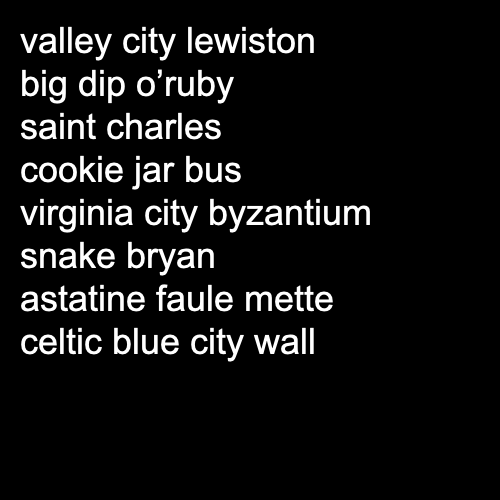 valley city lewiston
big dip o’ruby
saint charles
cookie jar bus
virginia city byzantium
snake bryan
astatine faule mette
celtic blue city wall